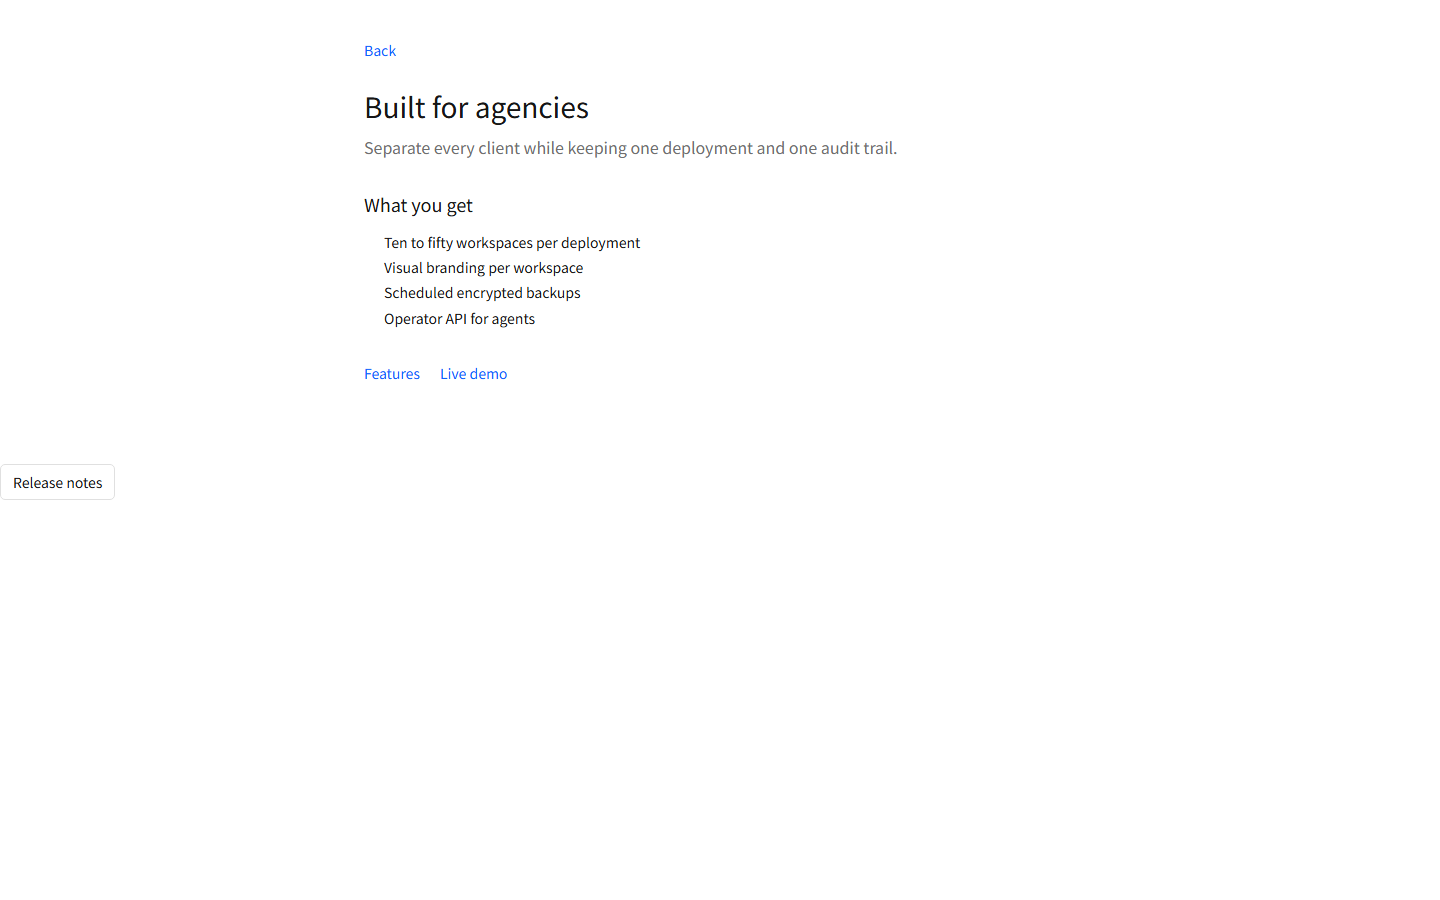 Back
Built for agencies
Separate every client while keeping one deployment and one audit trail.
What you get
Ten to fifty workspaces per deployment
Visual branding per workspace
Scheduled encrypted backups
Operator API for agents
Features Live demo
Release notes